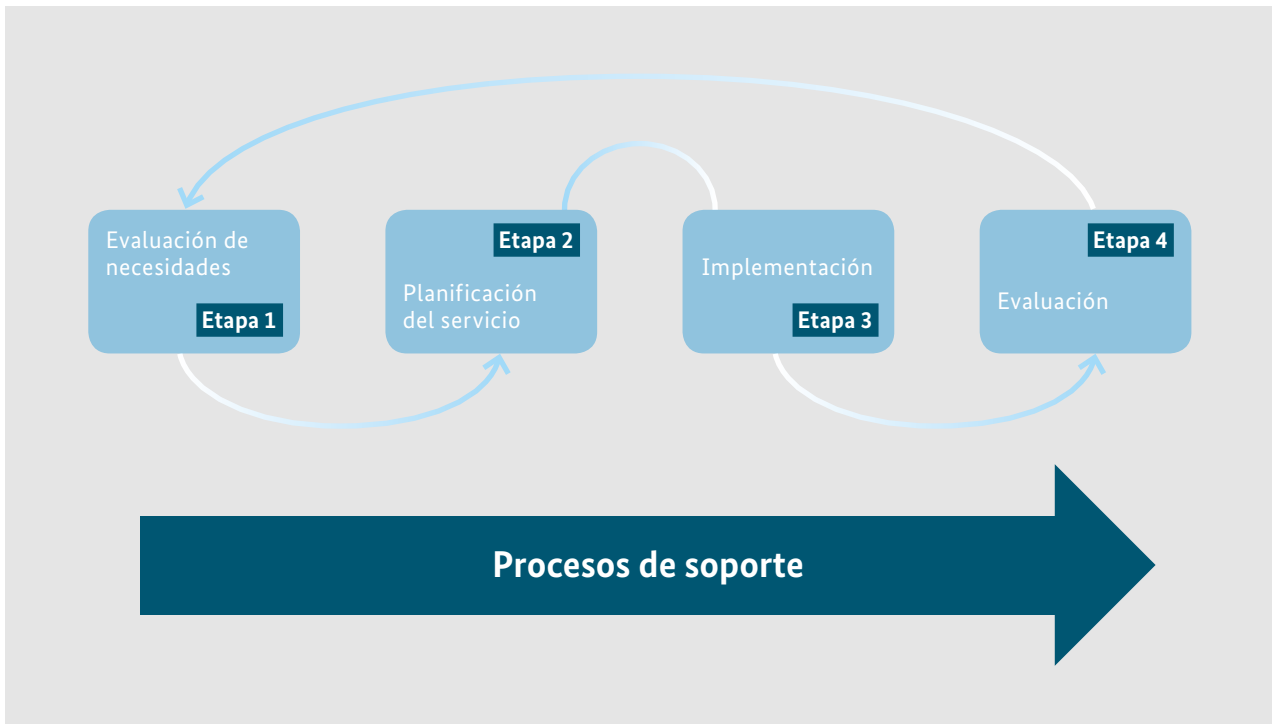 Evaluación de
necesidades
Etapa 1
Etapa 2
Planificación
del servicio
Implementación
Etapa 3
Etapa 4
Evaluación
Procesos de soporte